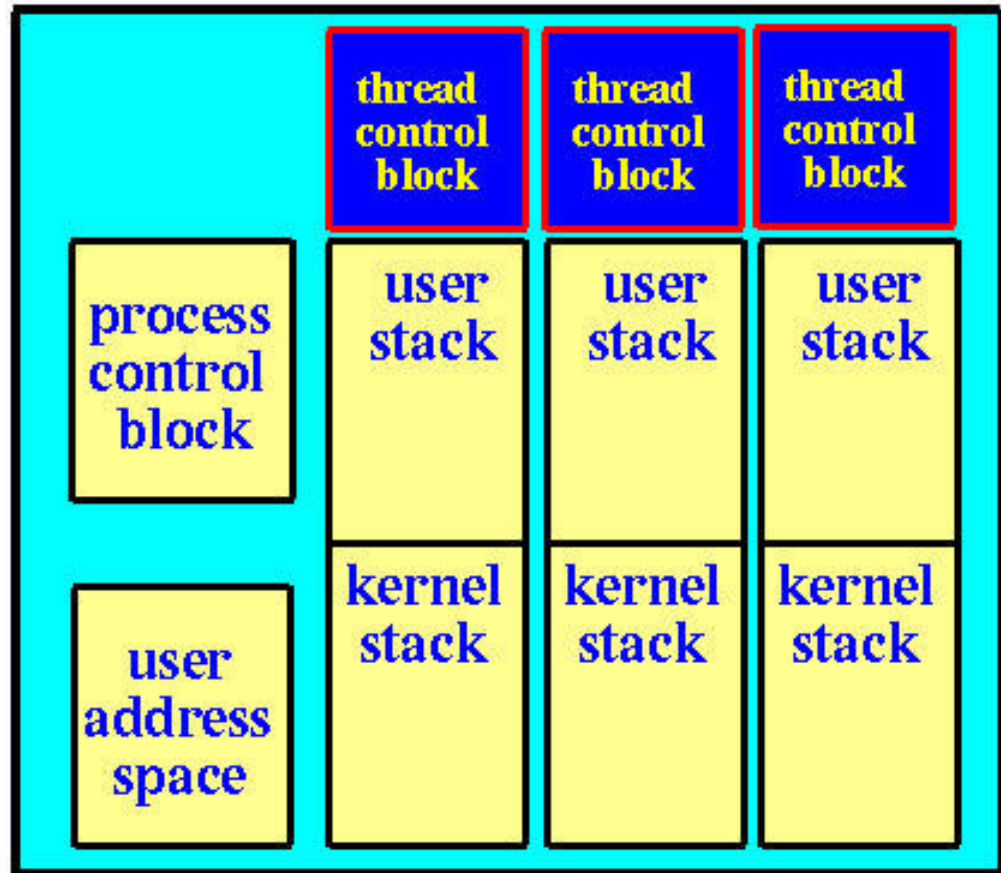 thread
control
block
thread
control
block
thread
control
block
process
control
block
user
stack
user
stack
user
stack
user
address
space
kernel
stack
kernel
stack
kernel
stack